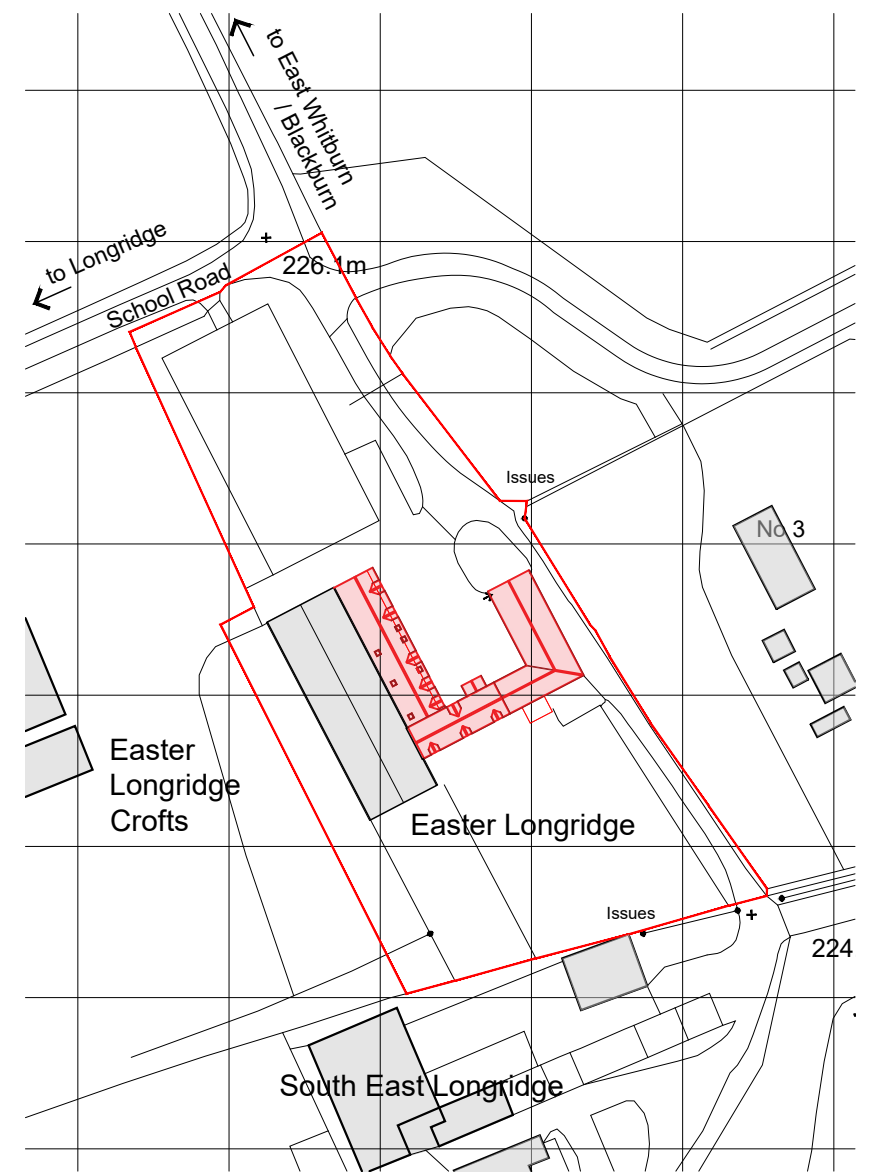 to East Whitburn
/ Blackburn
to Longridge
School Road
226.1m
Issues
No 3
Easter
Longridge
Crofts
Easter Longridge
Issues
224
South East Longridge